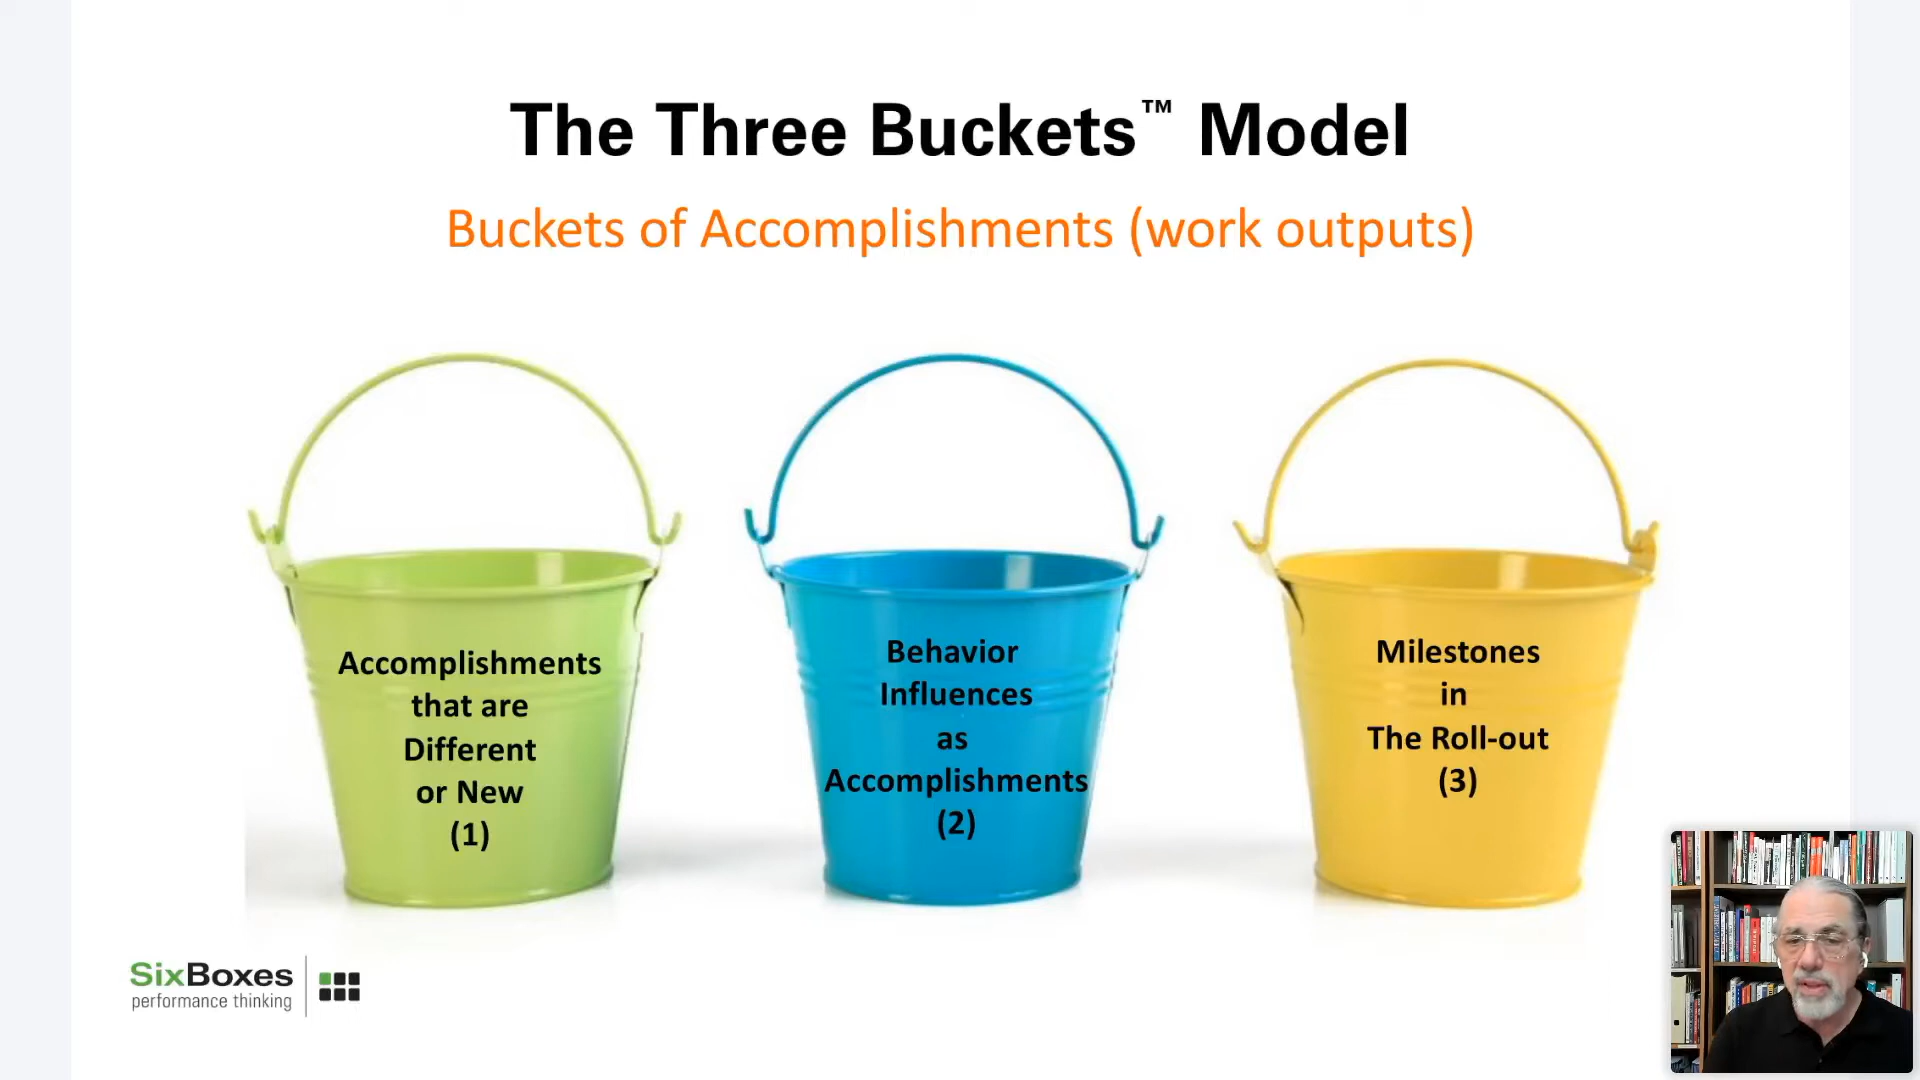 The Three Buckets™ Model
Buckets of Accomplishments (work outputs)
Accomplishments
that are
Different
or New
(1)
Behavior
Influences
as
Accomplishments
(2)
Milestones
in
The Roll-out
(3)
SixBoxes
performance thinking